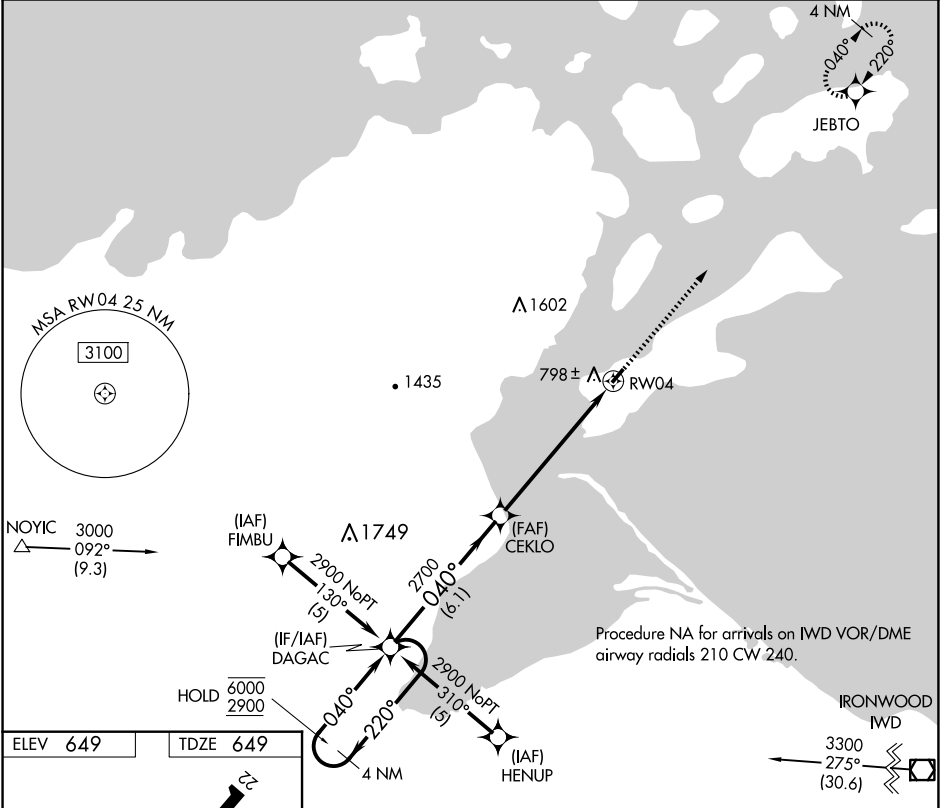 4 NM
040°
220°
JEBTO
MSA RW04 25 NM
3100
1602
1435
798±
RW04
NOYIC
3000
092°
(9.3)
(IAF)
FIMBU
1749
(FAF)
CEKLO
2900 NoPT
130°
(5)
2700
040°
(6.1)
(IF/IAF)
DAGAC
Procedure NA for arrivals on IWD VOR/DME
airway radials 210 CW 240.
HOLD
6000
2900
040°
220°
2900 NoPT
310°
(5)
4 NM
(IAF)
HENUP
IRONWOOD
IWD
3300
275°
(30.6)
ELEV 649
TDZE 649
22